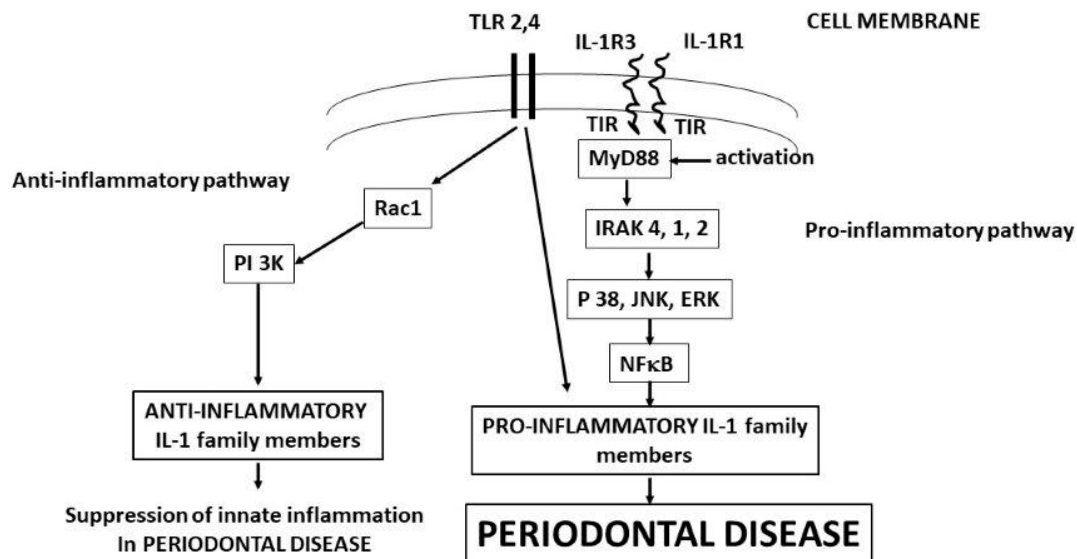 TLR 2,4
CELL MEMBRANE
IL-1R3
IL-1R1
TIR
TIR
MyD88
activation
Anti-inflammatory pathway
Rac1
IRAK 4, 1, 2
Pro-inflammatory pathway
PI 3K
P 38, JNK, ERK
NFκB
ANTI-INFLAMMATORY
IL-1 family members
PRO-INFLAMMATORY IL-1 family
members
Suppression of innate inflammation
In PERIODONTAL DISEASE
PERIODONTAL DISEASE